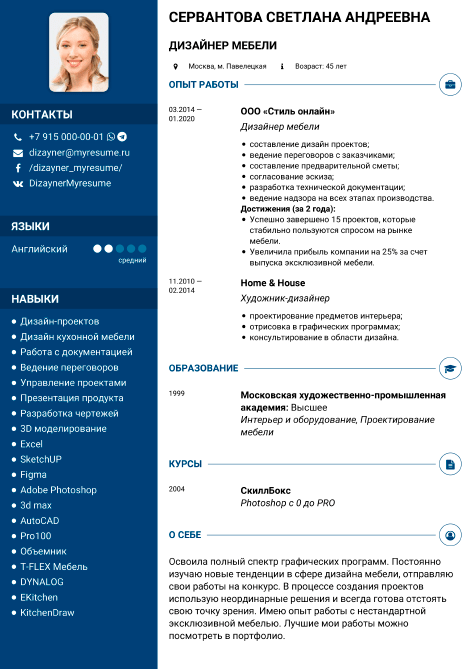 СЕРВАНТОВА СВЕТЛАНА АНДРЕЕВНА
ДИЗАЙНЕР МЕБЕЛИ
Москва, м. Павелецкая
Возраст: 45 лет
КОНТАКТЫ
+7 915 000-00-01
dizayner@myresume.ru
/dizayner_myresume/
DizaynerMyresume
ЯЗЫКИ
Английский
средний
НАВЫКИ
Дизайн-проектов
Дизайн кухонной мебели
Работа с документацией
Ведение переговоров
Управление проектами
Презентация продукта
Разработка чертежей
3D моделирование
Excel
SketchUP
Figma
Adobe Photoshop
3d max
AutoCAD
Pro100
Объемник
T-FLEX Мебель
DYNALOG
EKitchen
KitchenDraw
ОПЫТ РАБОТЫ
03.2014 —
01.2020
ООО «Стиль онлайн»
Дизайнер мебели
составление дизайн проектов;
ведение переговоров с заказчиками;
составление предварительной сметы;
согласование эскиза;
разработка технической документации;
ведение надзора на всех этапах производства.
Достижения (за 2 года):
Успешно завершено 15 проектов, которые
стабильно пользуются спросом на рынке
мебели.
Увеличила прибыль компании на 25% за счет
выпуска эксклюзивной мебели.
11.2010 —
02.2014
Home & House
Художник-дизайнер
проектирование предметов интерьера;
отрисовка в графических программах;
консультирование в области дизайна.
ОБРАЗОВАНИЕ
1999
Московская художественно-промышленная
академия: Высшее
Интерьер и оборудование, Проектирование
мебели
КУРСЫ
2004
СкиллБокс
Photoshop с 0 до PRO
О СЕБЕ
Освоила полный спектр графических программ. Постоянно
изучаю новые тенденции в сфере дизайна мебели, отправляю
свои работы на конкурс. В процессе создания проектов
использую неординарные решения и всегда готова отстоять
свою точку зрения. Имею опыт работы с нестандартной
эксклюзивной мебелью. Лучшие мои работы можно
посмотреть в портфолио.